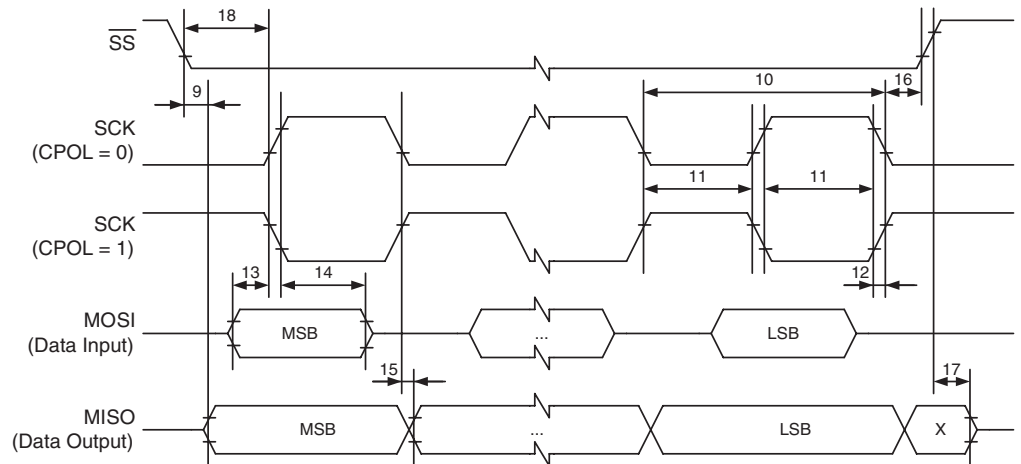 18
SS
9
10
16
SCK
(CPOL = 0)
11
11
SCK
(CPOL = 1)
13
14
12
MOSI
(Data Input)
MSB
...
LSB
15
17
MISO
(Data Output)
MSB
...
LSB
X